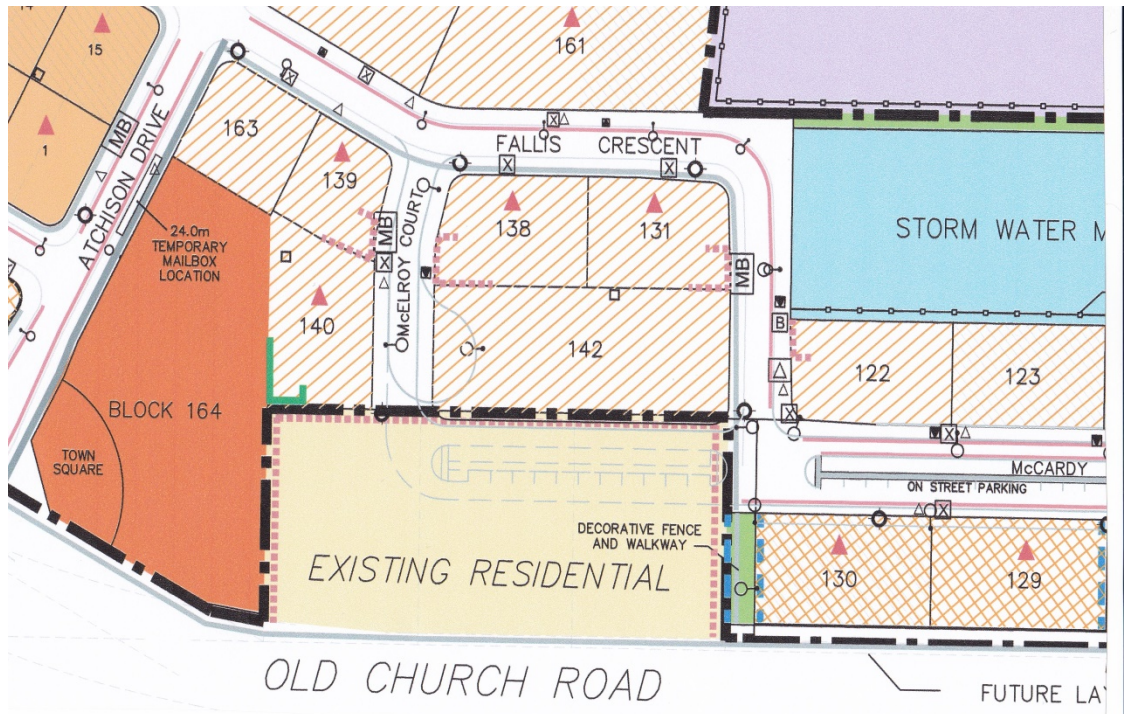 14
15
161
1
MB
ATCHISON DRIVE
163
139
X
X
X
FALLIS CRESCENT
X
X
24.0m
TEMPORARY
MAILBOX
LOCATION
MB
X
McELROY COURT
138
131
MB
STORM WATER M
140
142
B
122
123
X
BLOCK 164
TOWN
SQUARE
X
McCARDY
ON STREET PARKING
X
DECORATIVE FENCE
AND WALKWAY
EXISTING RESIDENTIAL
130
129
OLD CHURCH ROAD
FUTURE LAY